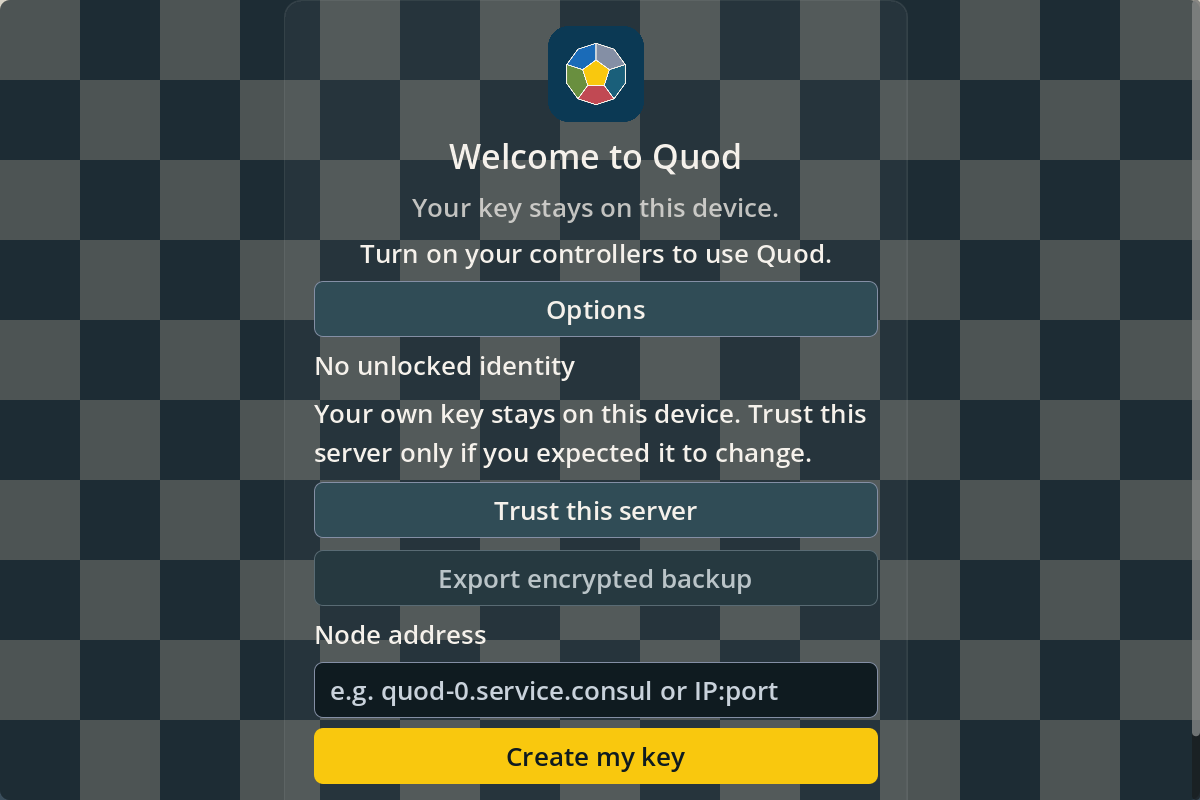 Welcome to Quod
Your key stays on this device.
Turn on your controllers to use Quod.
Options
No unlocked identity
Your own key stays on this device. Trust this
server only if you expected it to change.
Trust this server
Export encrypted backup
Node address
e.g. quod-0.service.consul or IP:port
Create my key